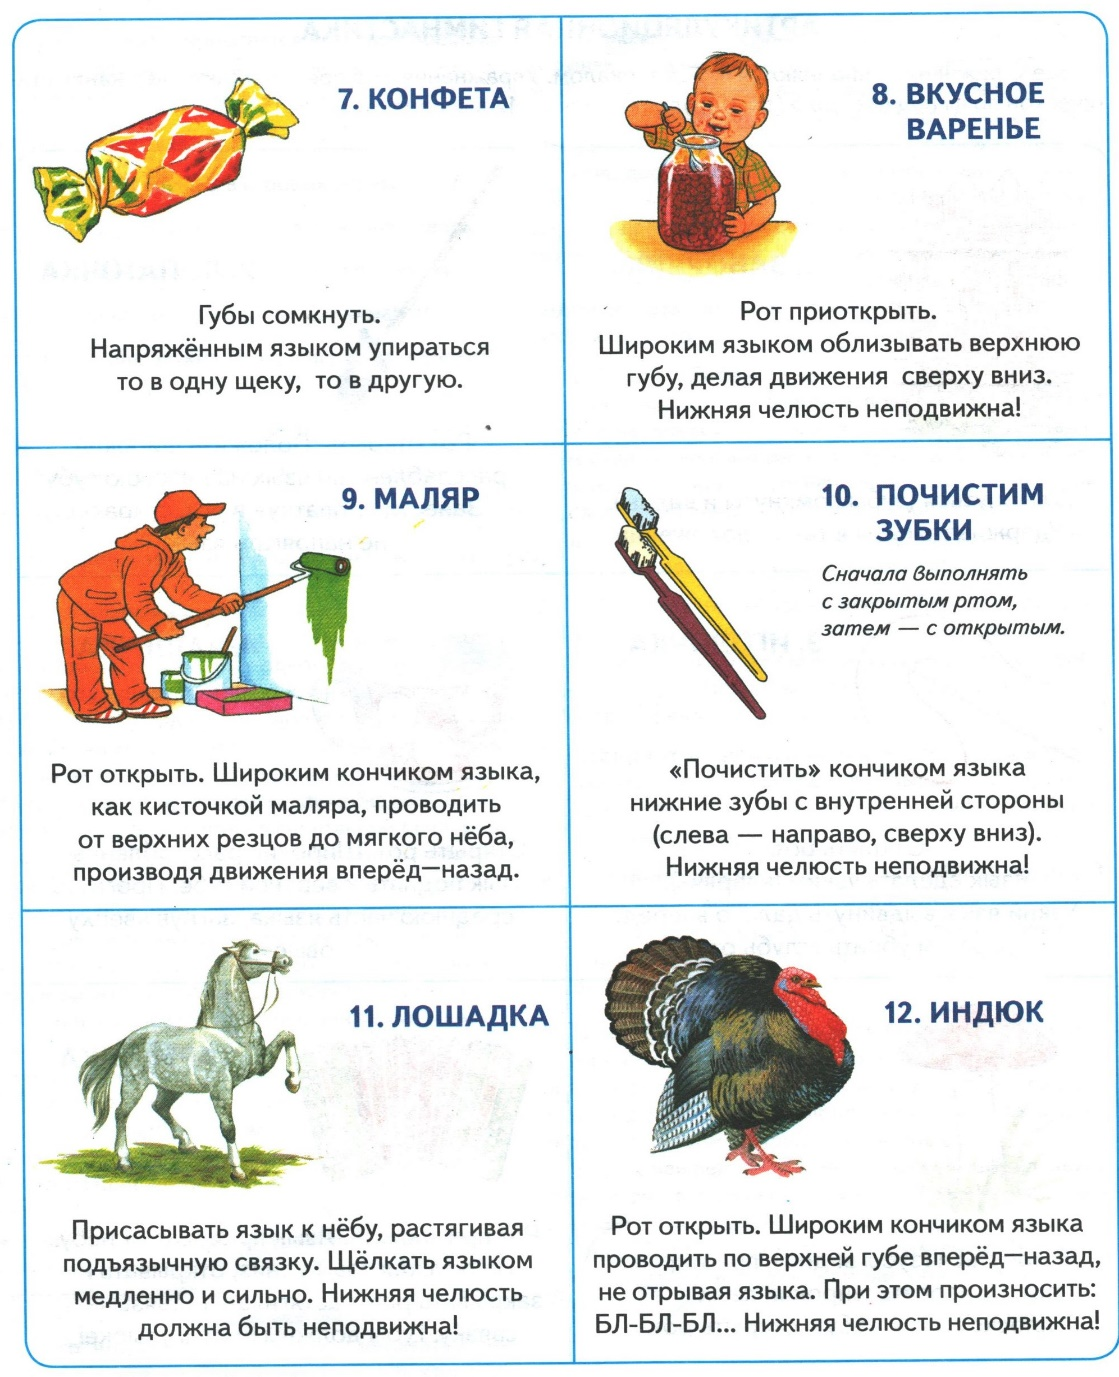 7. КОНФЕТА
Губы сомкнуть.
Напряжённым языком упираться
то в одну щеку, то в другую.
8. ВКУСНОЕ
ВАРЕНЬЕ
Рот приоткрыть.
Широким языком облизывать верхнюю
губу, делая движения сверху вниз.
Нижняя челюсть неподвижна!
9. МАЛЯР
Рот открыть. Широким кончиком языка,
как кисточкой маляра, проводить
от верхних резцов до мягкого нёба,
производя движения вперёд—назад.
10. ПОЧИСТИМ
ЗУБКИ
Сначала выполнять
с закрытым ртом,
затем — с открытым.
«Почистить» кончиком языка
нижние зубы с внутренней стороны
(слева — направо, сверху вниз).
Нижняя челюсть неподвижна!
11. ЛОШАДКА
Присасывать язык к нёбу, растягивая
подъязычную связку. Щёлкать языком
медленно и сильно. Нижняя челюсть
должна быть неподвижна!
12. ИНДЮК
Рот открыть. Широким кончиком языка
проводить по верхней губе вперёд—назад,
не отрывая языка. При этом произносить:
БЛ-БЛ-БЛ... Нижняя челюсть неподвижна!